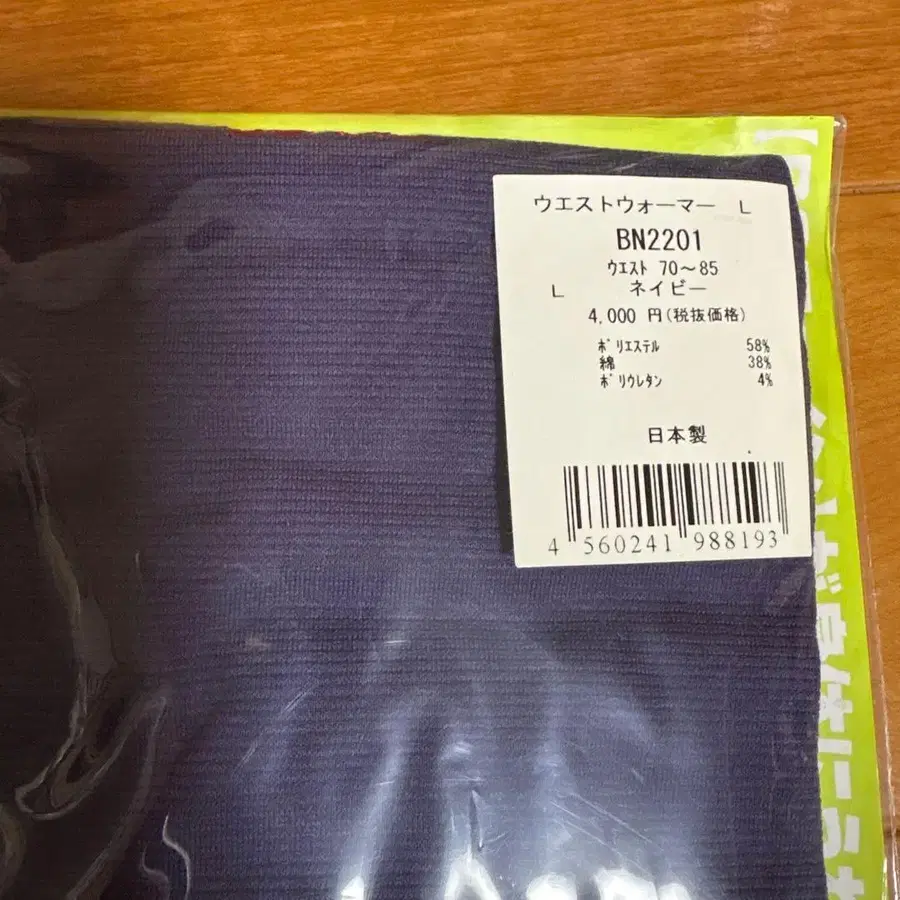 ウエストウォーマー L
BN2201
ウエスト 70～85
L ネイビー
4,000 円(税抜価格)
ポリエステル 58%
綿 38%
ポリウレタン 4%
日本製
4 560241 988193